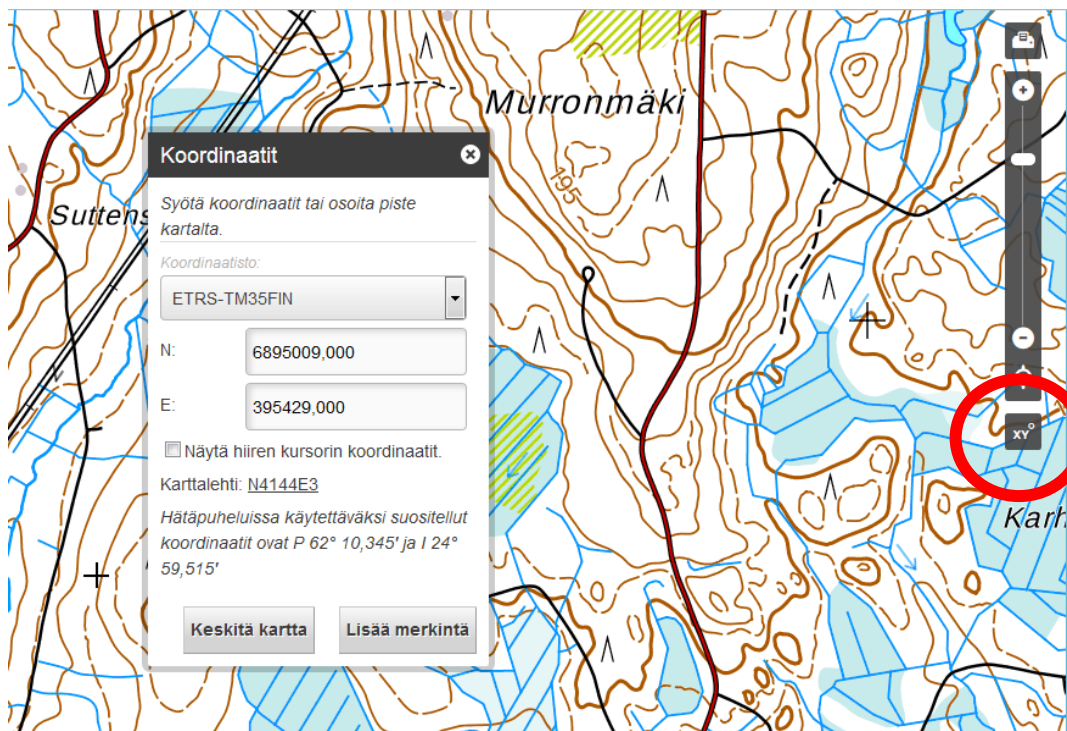 Murronmäki
Koordinaatit
195
Syötä koordinaatit tai osoita piste
kartalta.
Suttens
Koordinaatisto:
ETRS-TM35FIN
N:
6895009,000
E:
395429,000
XY°
Näytä hiiren kursorin koordinaatit.
Karttalehti: N4144E3
Hätäpuheluissa käytettäväksi suositellut
koordinaatit ovat P 62° 10,345' ja I 24°
59,515'
Karh
Keskitä kartta
Lisää merkintä